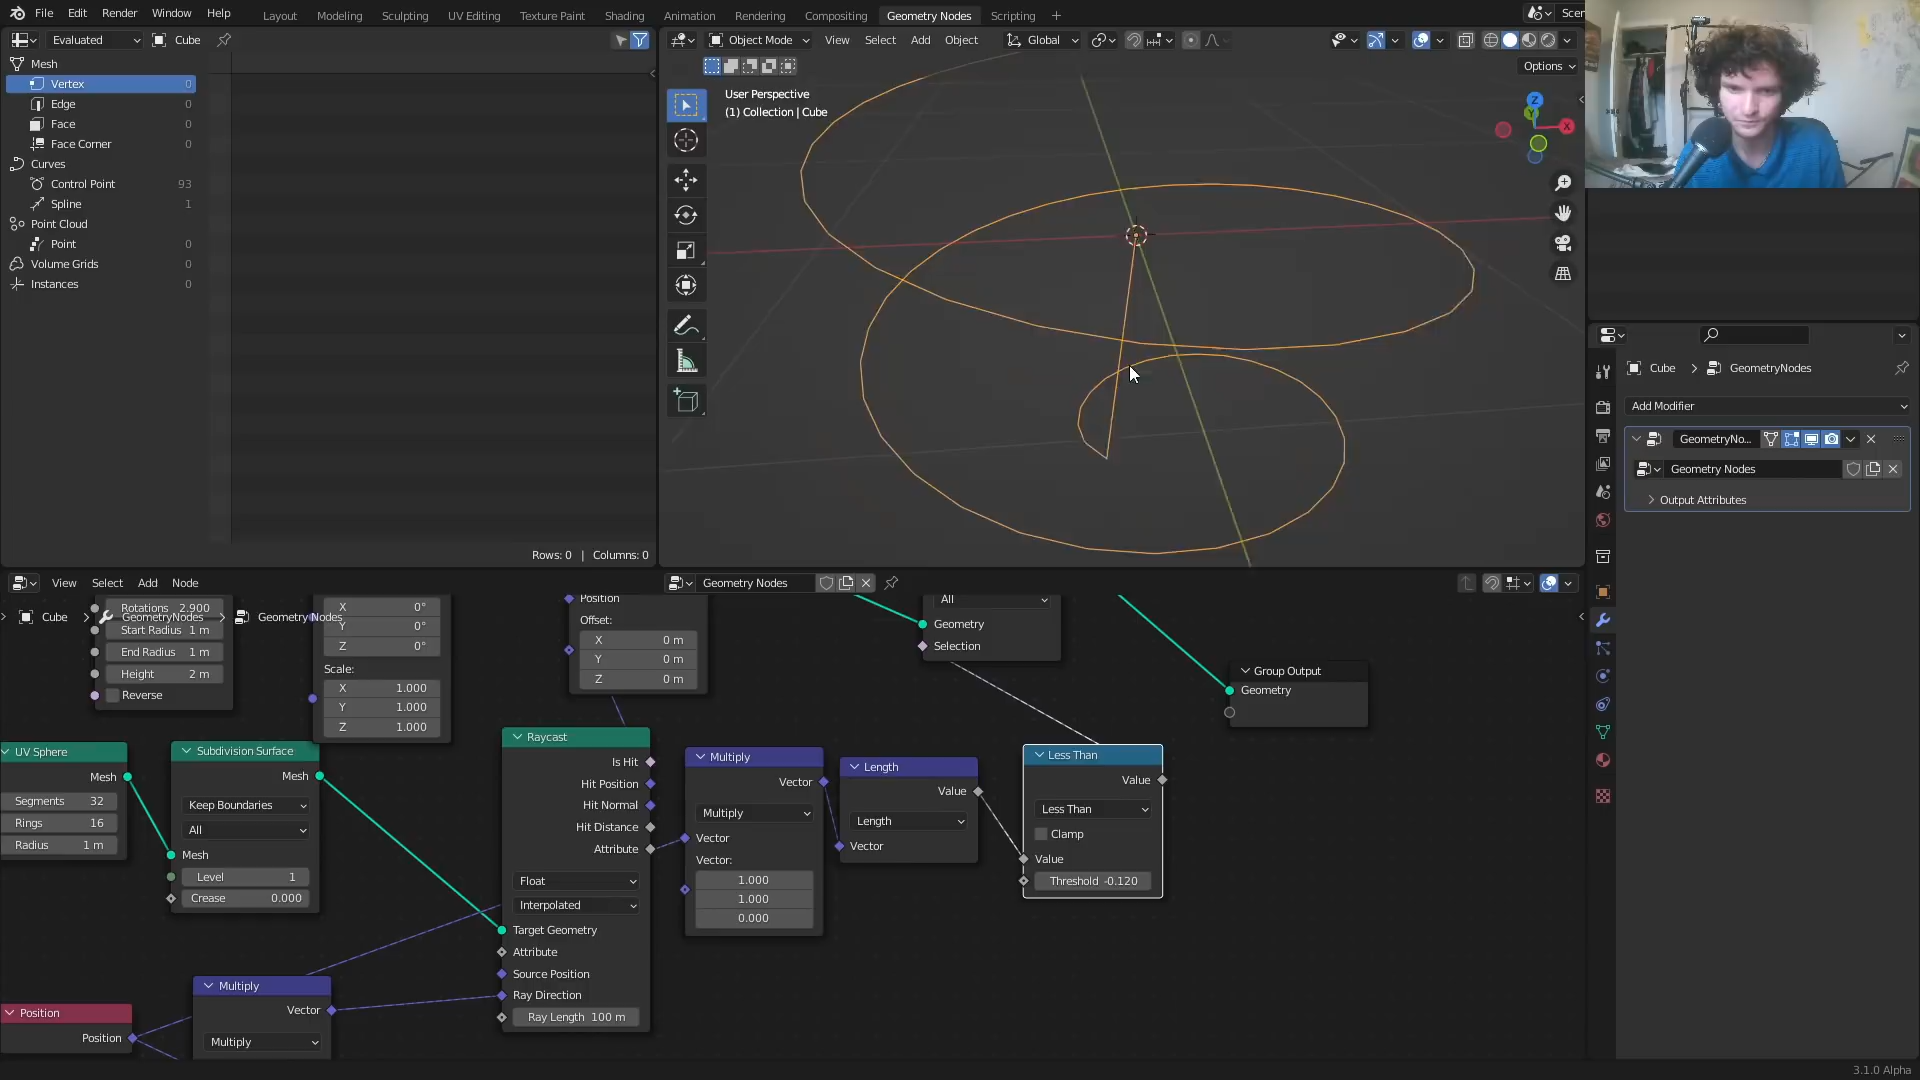 File Edit Render Window Help
Layout Modeling Sculpting UV Editing Texture Paint Shading Animation Rendering Compositing Geometry Nodes Scripting +
Evaluated Cube
Object Mode View Select Add Object Global
Options
Mesh
Vertex 0
Edge 0
Face 0
Face Corner 0
Curves
Control Point 93
Spline 1
Point Cloud
Point 0
Volume Grids 0
Instances 0
Rows: 0 | Columns: 0
User Perspective
(1) Collection | Cube
Z
Y
X
Cube > GeometryNodes
Add Modifier
GeometryNo...
Geometry Nodes
Output Attributes
View Select Add Node
Geometry Nodes
Cube > GeometryNodes > Geometry Nodes
Rotations 2.900
Start Radius 1 m
End Radius 1 m
Height 2 m
Reverse
X 0°
Y 0°
Z 0°
Scale:
X 1.000
Y 1.000
Z 1.000
Position
Offset:
X 0 m
Y 0 m
Z 0 m
All
Geometry
Selection
Group Output
Geometry
UV Sphere
Mesh
Segments 32
Rings 16
Radius 1 m
Subdivision Surface
Mesh
Keep Boundaries
All
Mesh
Level 1
Crease 0.000
Raycast
Is Hit
Hit Position
Hit Normal
Hit Distance
Attribute
Float
Interpolated
Target Geometry
Attribute
Source Position
Ray Direction
Ray Length 100 m
Multiply
Vector
Multiply
Vector
Vector:
1.000
1.000
0.000
Length
Value
Length
Vector
Less Than
Value
Less Than
Clamp
Value
Threshold -0.120
Position
Position
Multiply
Vector
Multiply
3.1.0 Alpha